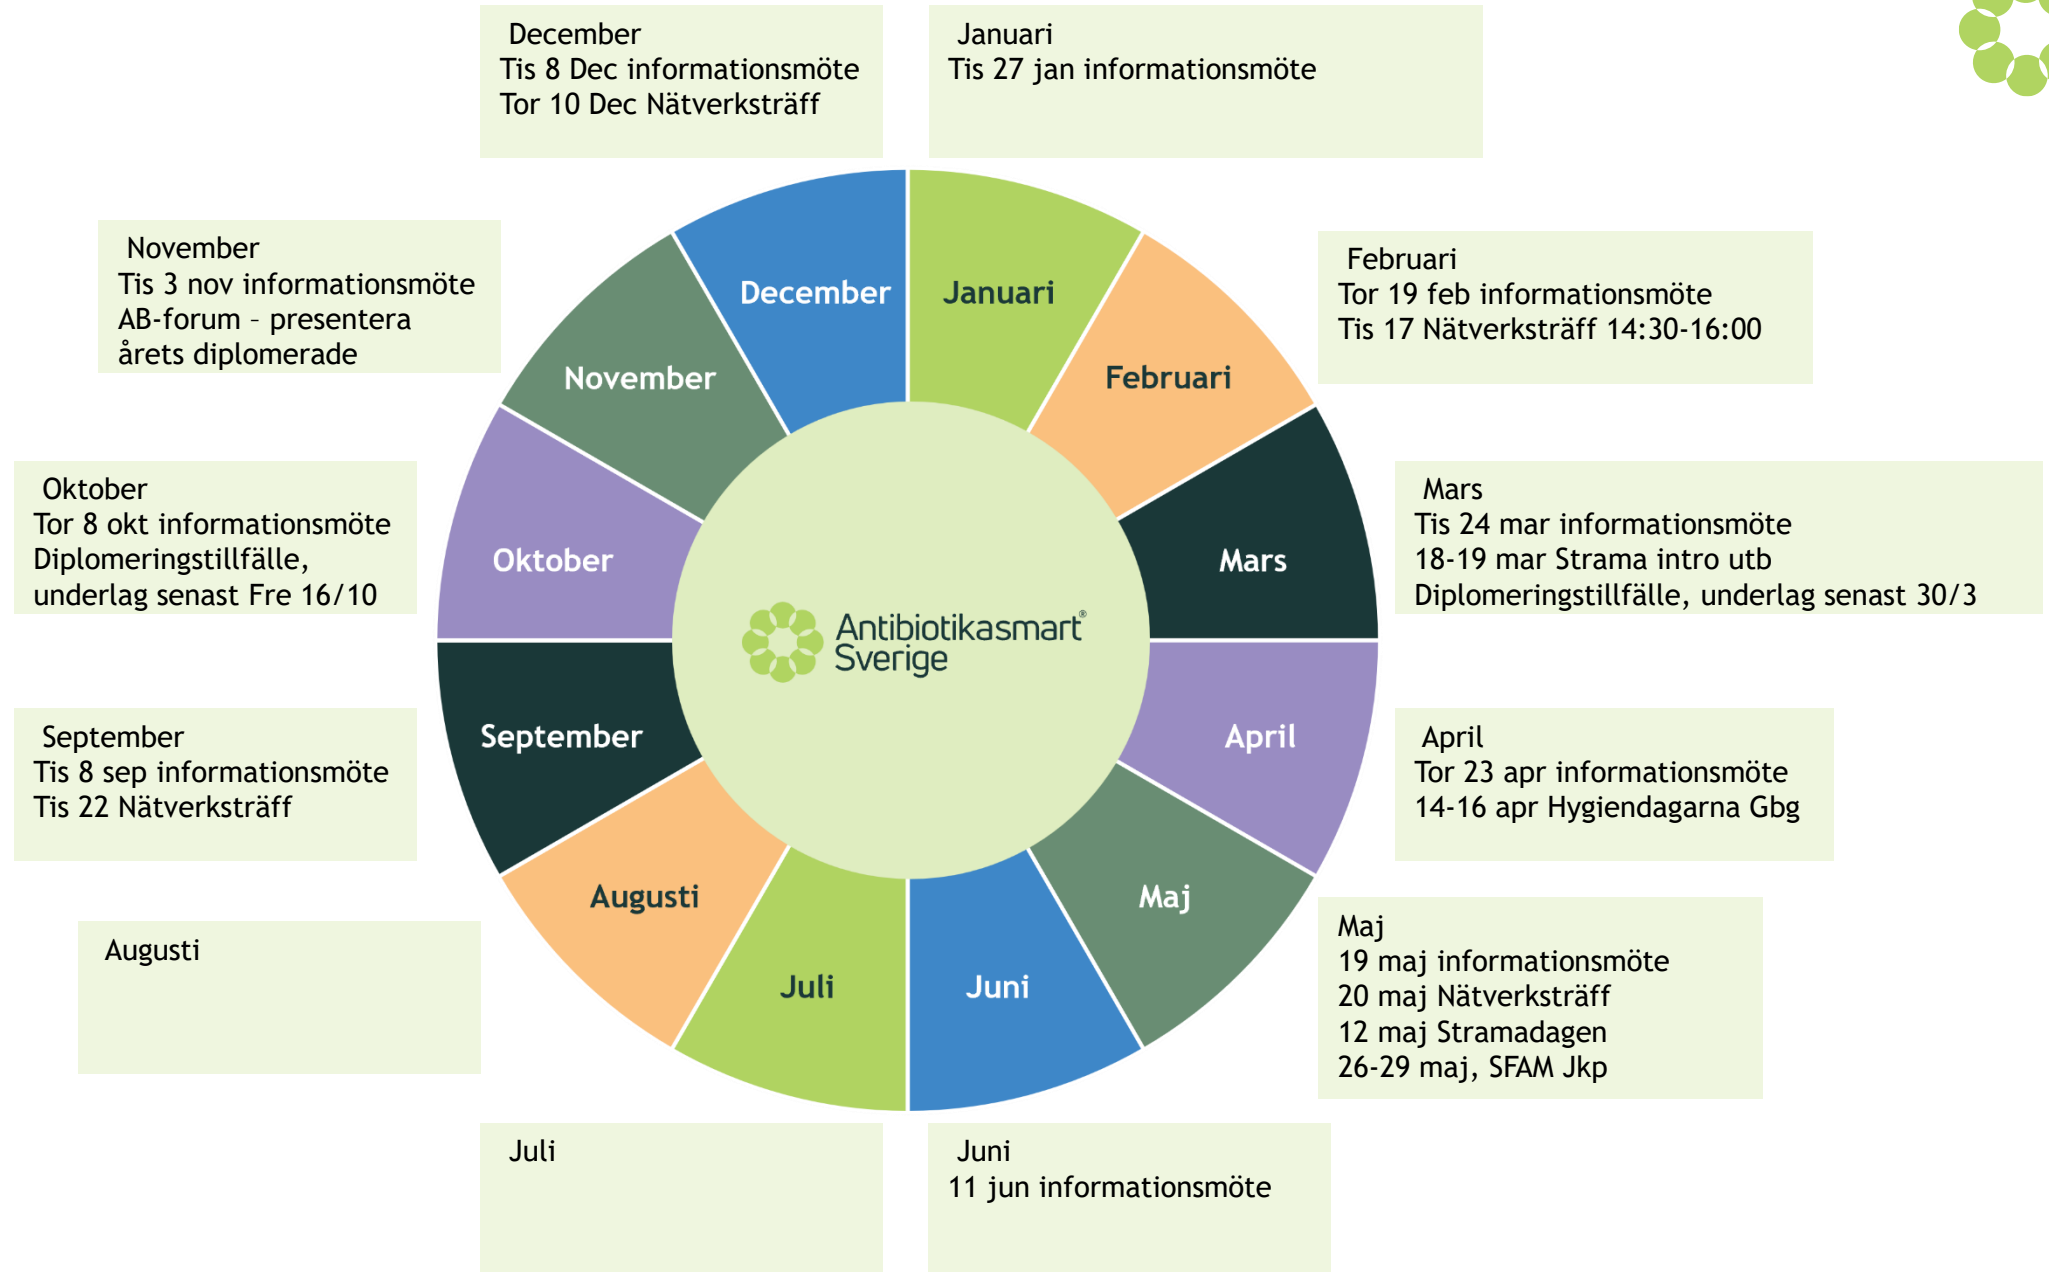 December
Tis 8 Dec informationsmöte
Tor 10 Dec Nätverksträff
Januari
Tis 27 jan informationsmöte
November
Tis 3 nov informationsmöte
AB-forum – presentera
årets diplomerade
Februari
Tor 19 feb informationsmöte
Tis 17 Nätverksträff 14:30-16:00
Oktober
Tor 8 okt informationsmöte
Diplomeringstillfälle,
underlag senast Fre 16/10
Mars
Tis 24 mar informationsmöte
18-19 mar Strama intro utb
Diplomeringstillfälle, underlag senast 30/3
September
Tis 8 sep informationsmöte
Tis 22 Nätverksträff
April
Tor 23 apr informationsmöte
14-16 apr Hygiendagarna Gbg
Augusti
Maj
19 maj informationsmöte
20 maj Nätverksträff
12 maj Stramadagen
26-29 maj, SFAM Jkp
Juli
Juni
11 jun informationsmöte
December
Januari
November
Februari
Oktober
Mars
Antibiotikasmart®
Sverige
September
April
Augusti
Maj
Juli
Juni